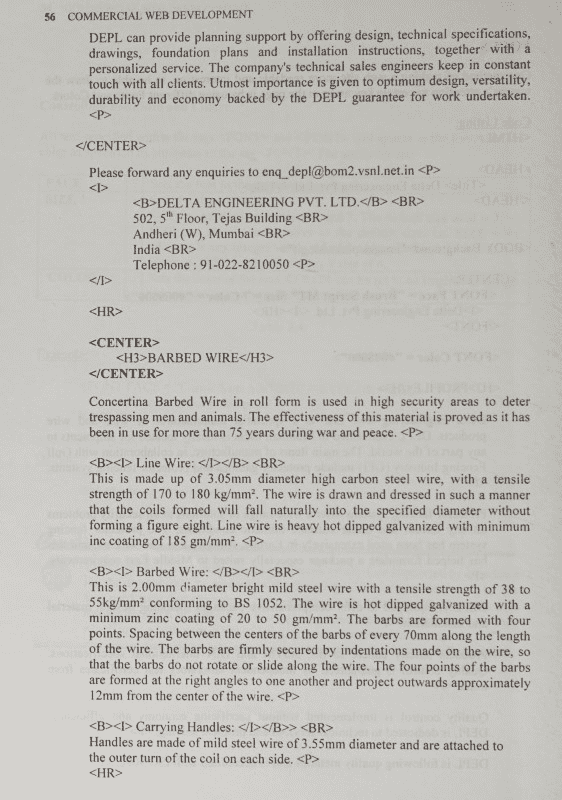 56 COMMERCIAL WEB DEVELOPMENT
DEPL can provide planning support by offering design, technical specifications,
drawings, foundation plans and installation instructions, together with a
personalized service. The company's technical sales engineers keep in constant
touch with all clients. Utmost importance is given to optimum design, versatility,
durability and economy backed by the DEPL guarantee for work undertaken.
<P>
</CENTER>
Please forward any enquiries to enq_depl@bom2.vsnl.net.in <P>
<I>
<B>DELTA ENGINEERING PVT. LTD.</B> <BR>
502, 5th Floor, Tejas Building <BR>
Andheri (W), Mumbai <BR>
India <BR>
Telephone : 91-022-8210050 <P>
</I>
<HR>
<CENTER>
<H3>BARBED WIRE</H3>
</CENTER>
Concertina Barbed Wire in roll form is used in high security areas to deter
trespassing men and animals. The effectiveness of this material is proved as it has
been in use for more than 75 years during war and peace. <P>
<B><I> Line Wire: </I></B> <BR>
This is made up of 3.05mm diameter high carbon steel wire, with a tensile
strength of 170 to 180 kg/mm². The wire is drawn and dressed in such a manner
that the coils formed will fall naturally into the specified diameter without
forming a figure eight. Line wire is heavy hot dipped galvanized with minimum
inc coating of 185 gm/mm². <P>
<B><I> Barbed Wire: </B></I> <BR>
This is 2.00mm diameter bright mild steel wire with a tensile strength of 38 to
55kg/mm² conforming to BS 1052. The wire is hot dipped galvanized with a
minimum zinc coating of 20 to 50 gm/mm². The barbs are formed with four
points. Spacing between the centers of the barbs of every 70mm along the length
of the wire. The barbs are firmly secured by indentations made on the wire, so
that the barbs do not rotate or slide along the wire. The four points of the barbs
are formed at the right angles to one another and project outwards approximately
12mm from the center of the wire. <P>
<B><I> Carrying Handles: </I></B>> <BR>
Handles are made of mild steel wire of 3.55mm diameter and are attached to
the outer turn of the coil on each side. <P>
<HR>